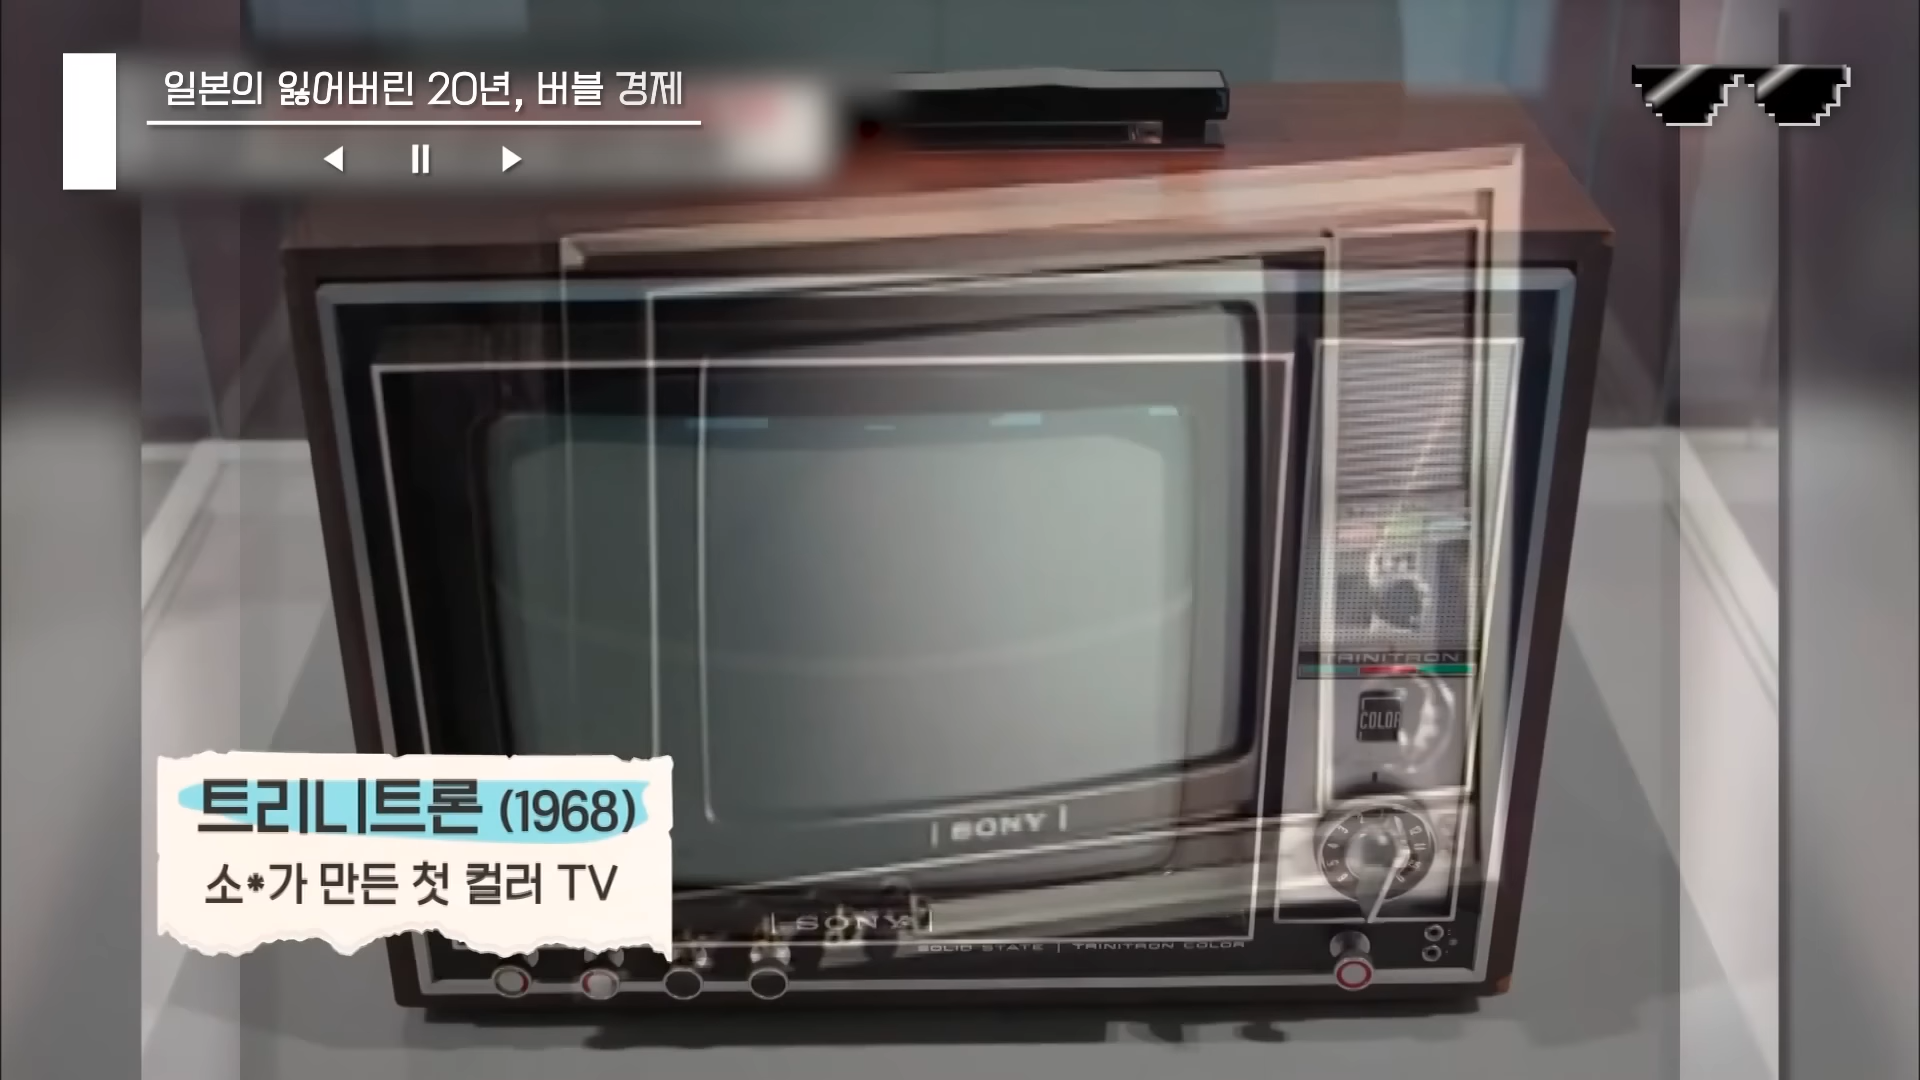 일본의 잃어버린 20년, 버블 경제
TRINITRON
COLOR
트리니트론 (1968)
소*가 만든 첫 컬러 TV
SONY
SONY
SOLID STATE | TRINITRON COLOR